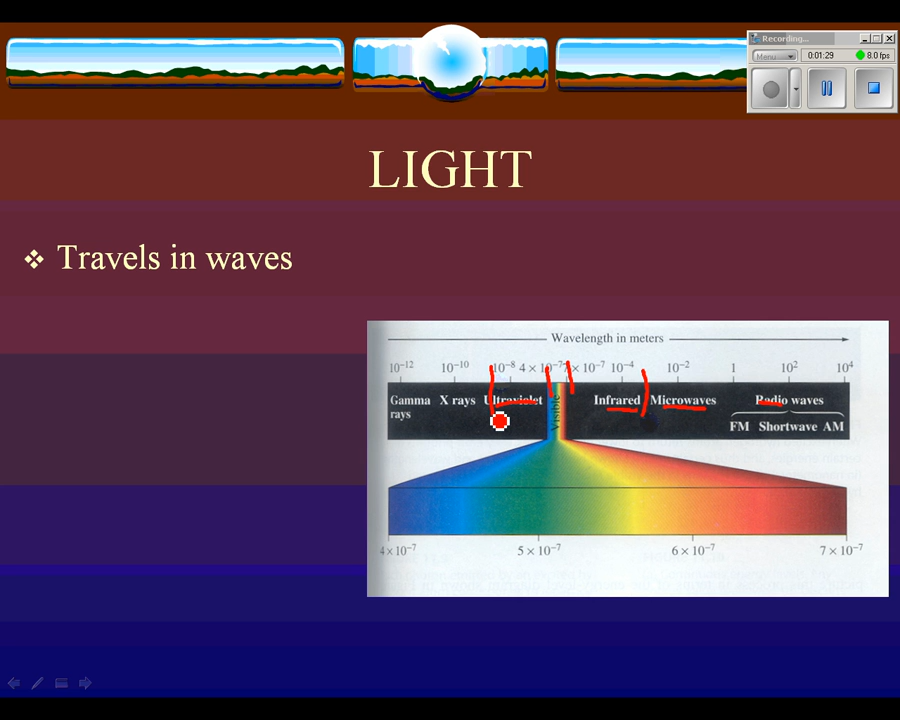 Recording...
Menu 0:01:29 8.0 fps
LIGHT
❖ Travels in waves
Wavelength in meters
10⁻¹² 10⁻¹⁰ 10⁻⁸ 4 × 10⁻⁷ 7 × 10⁻⁷ 10⁻⁴ 10⁻² 1 10² 10⁴
Gamma rays X rays Ultraviolet Visible Infrared Microwaves Radio waves
FM Shortwave AM
4 × 10⁻⁷ 5 × 10⁻⁷ 6 × 10⁻⁷ 7 × 10⁻⁷